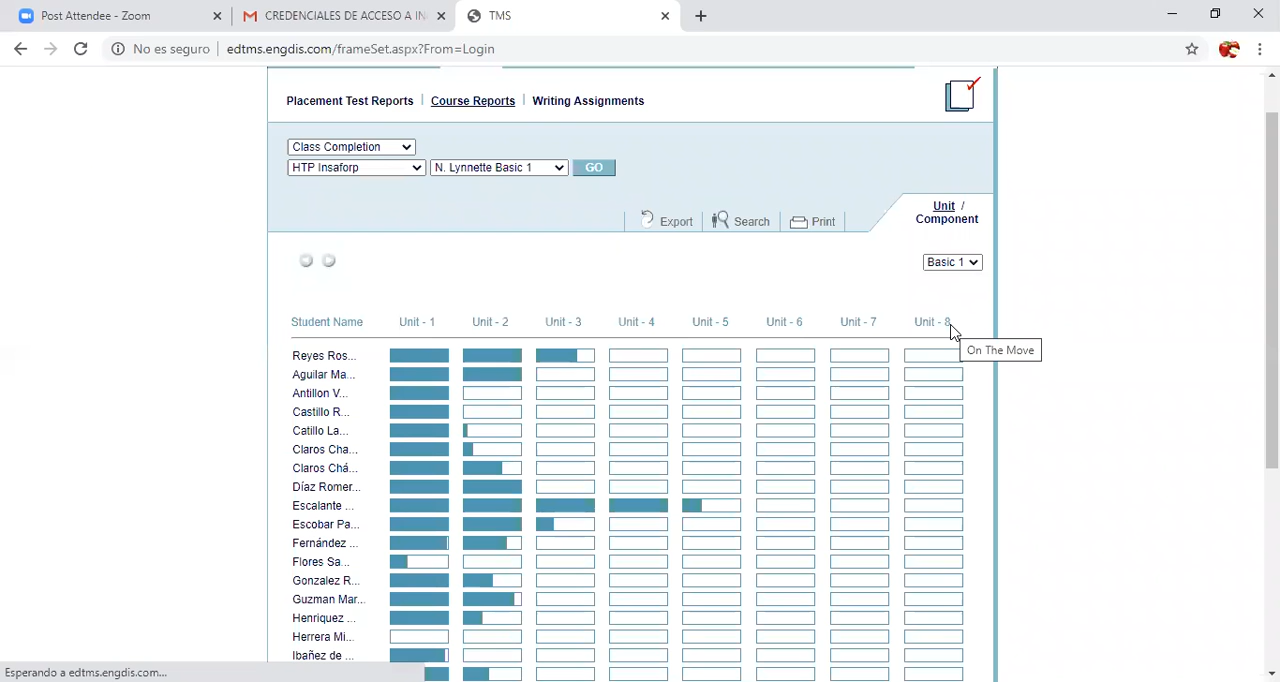 Post Attendee - Zoom
CREDENCIALES DE ACCESO A IN
TMS
No es seguro
edtms.engdis.com/frameSet.aspx?From=Login
Placement Test Reports
Course Reports
Writing Assignments
Class Completion
HTP Insaforp
N. Lynnette Basic 1
GO
Export
Search
Print
Unit /
Component
Basic 1
Student Name Unit - 1 Unit - 2 Unit - 3 Unit - 4 Unit - 5 Unit - 6 Unit - 7 Unit - 8
On The Move
Reyes Ros...
Aguilar Ma...
Antillon V...
Castillo R...
Catillo La...
Claros Cha...
Claros Chá...
Díaz Romer...
Escalante ...
Escobar Pa...
Fernández ...
Flores Sa...
Gonzalez R...
Guzman Mar...
Henriquez ...
Herrera Mi...
Ibañez de ...
Esperando a edtms.engdis.com...